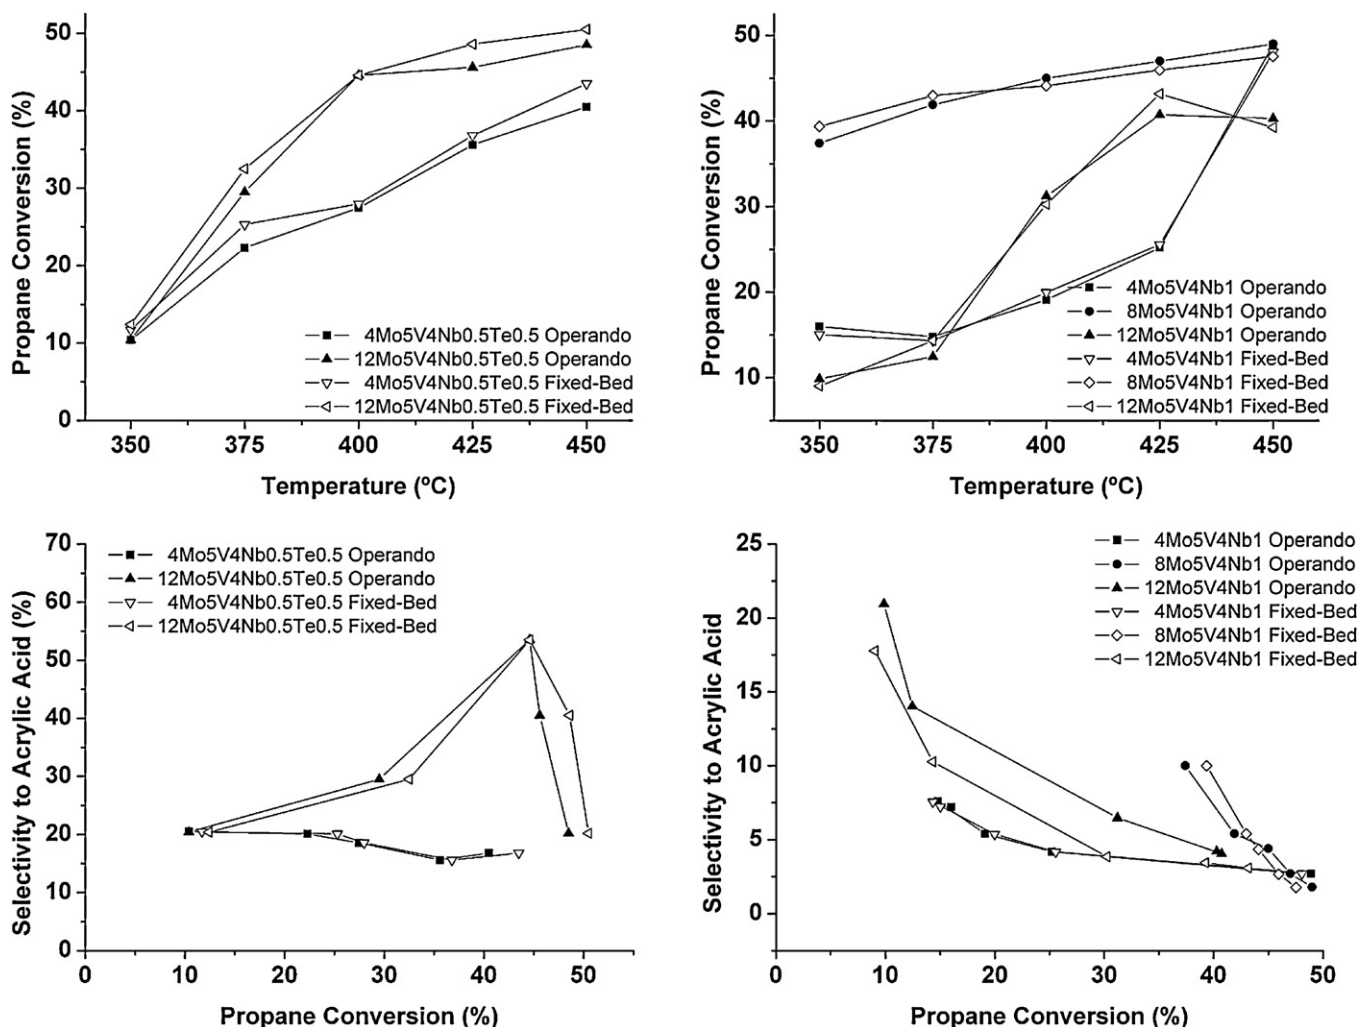 50
40
30
20
10
0
Propane Conversion (%)
4Mo5V4Nb0.5Te0.5 Operando
12Mo5V4Nb0.5Te0.5 Operando
4Mo5V4Nb0.5Te0.5 Fixed-Bed
12Mo5V4Nb0.5Te0.5 Fixed-Bed
350 375 400 425 450
Temperature (ºC)
50
40
30
20
10
Propane Conversion (%)
4Mo5V4Nb1 Operando
8Mo5V4Nb1 Operando
12Mo5V4Nb1 Operando
4Mo5V4Nb1 Fixed-Bed
8Mo5V4Nb1 Fixed-Bed
12Mo5V4Nb1 Fixed-Bed
350 375 400 425 450
Temperature (ºC)
70
60
50
40
30
20
10
0
Selectivity to Acrylic Acid (%)
4Mo5V4Nb0.5Te0.5 Operando
12Mo5V4Nb0.5Te0.5 Operando
4Mo5V4Nb0.5Te0.5 Fixed-Bed
12Mo5V4Nb0.5Te0.5 Fixed-Bed
0 10 20 30 40 50
Propane Conversion (%)
25
20
15
10
5
0
Selectivity to Acrylic Acid
4Mo5V4Nb1 Operando
8Mo5V4Nb1 Operando
12Mo5V4Nb1 Operando
4Mo5V4Nb1 Fixed-Bed
8Mo5V4Nb1 Fixed-Bed
12Mo5V4Nb1 Fixed-Bed
0 10 20 30 40 50
Propane Conversion (%)